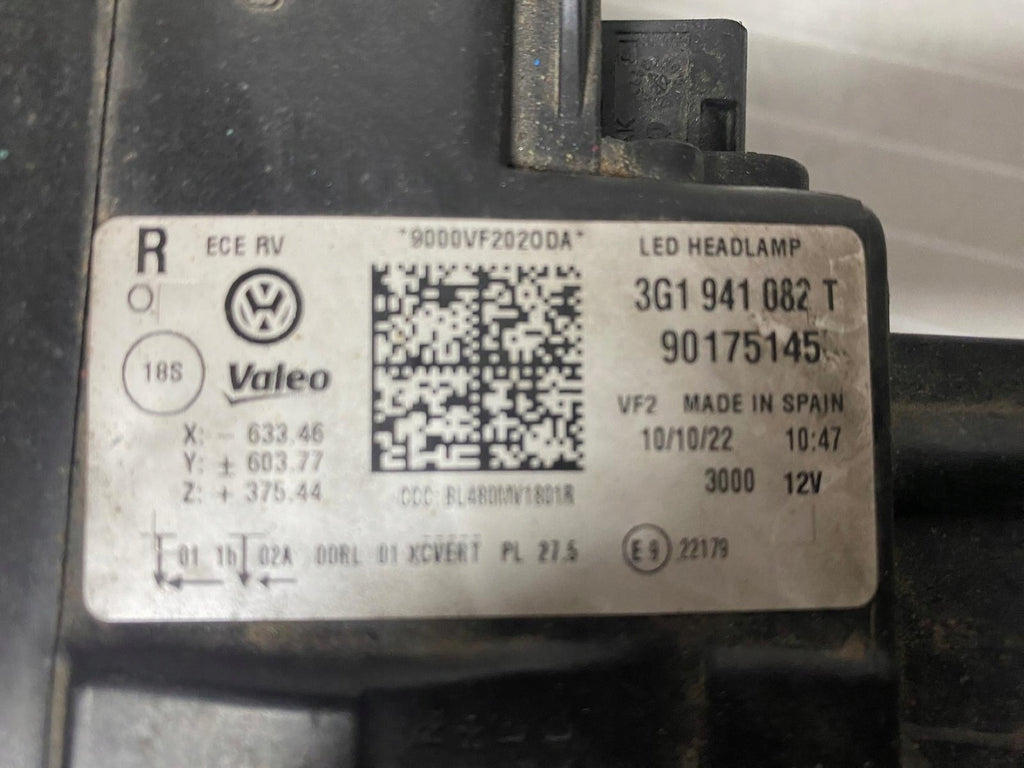 R ECE RV *9000VF2020DA* LED HEADLAMP
3G1 941 082 T
90175145
18S Valeo
VF2 MADE IN SPAIN
X: - 633.46
Y: ± 603.77
Z: + 375.44
10/10/22 10:47
3000 12V
CCC: BL480MV1801R
01 1b 02A 00RL 01 XCVERT PL 27.5 E9 22179